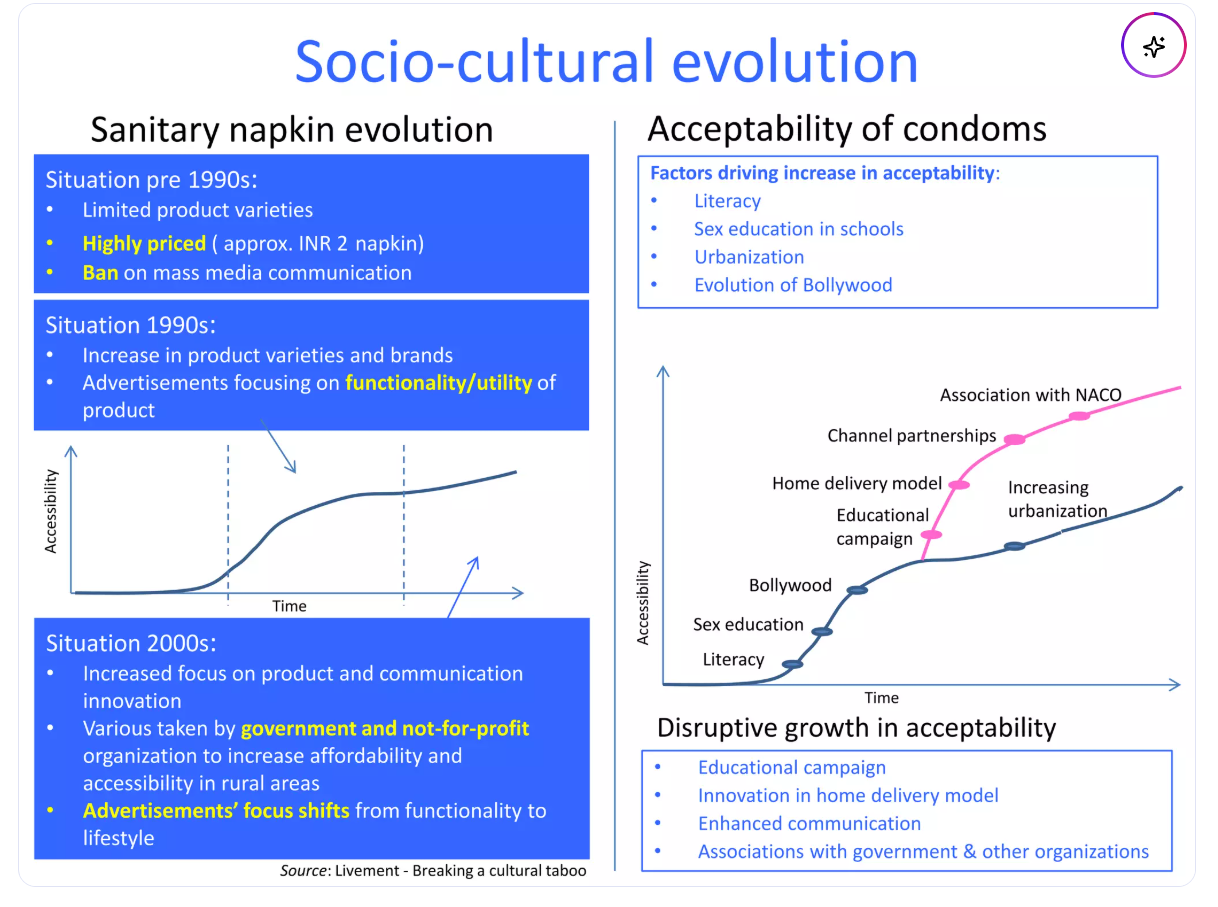 Socio-cultural evolution
Sanitary napkin evolution
Situation pre 1990s:
• Limited product varieties
• Highly priced ( approx. INR 2 napkin)
• Ban on mass media communication
Situation 1990s:
• Increase in product varieties and brands
• Advertisements focusing on functionality/utility of
product
Accessibility
Time
Situation 2000s:
• Increased focus on product and communication
innovation
• Various taken by government and not-for-profit
organization to increase affordability and
accessibility in rural areas
• Advertisements’ focus shifts from functionality to
lifestyle
Source: Livement - Breaking a cultural taboo
Acceptability of condoms
Factors driving increase in acceptability:
• Literacy
• Sex education in schools
• Urbanization
• Evolution of Bollywood
Association with NACO
Channel partnerships
Home delivery model
Increasing
urbanization
Educational
campaign
Bollywood
Sex education
Literacy
Accessibility
Time
Disruptive growth in acceptability
• Educational campaign
• Innovation in home delivery model
• Enhanced communication
• Associations with government & other organizations